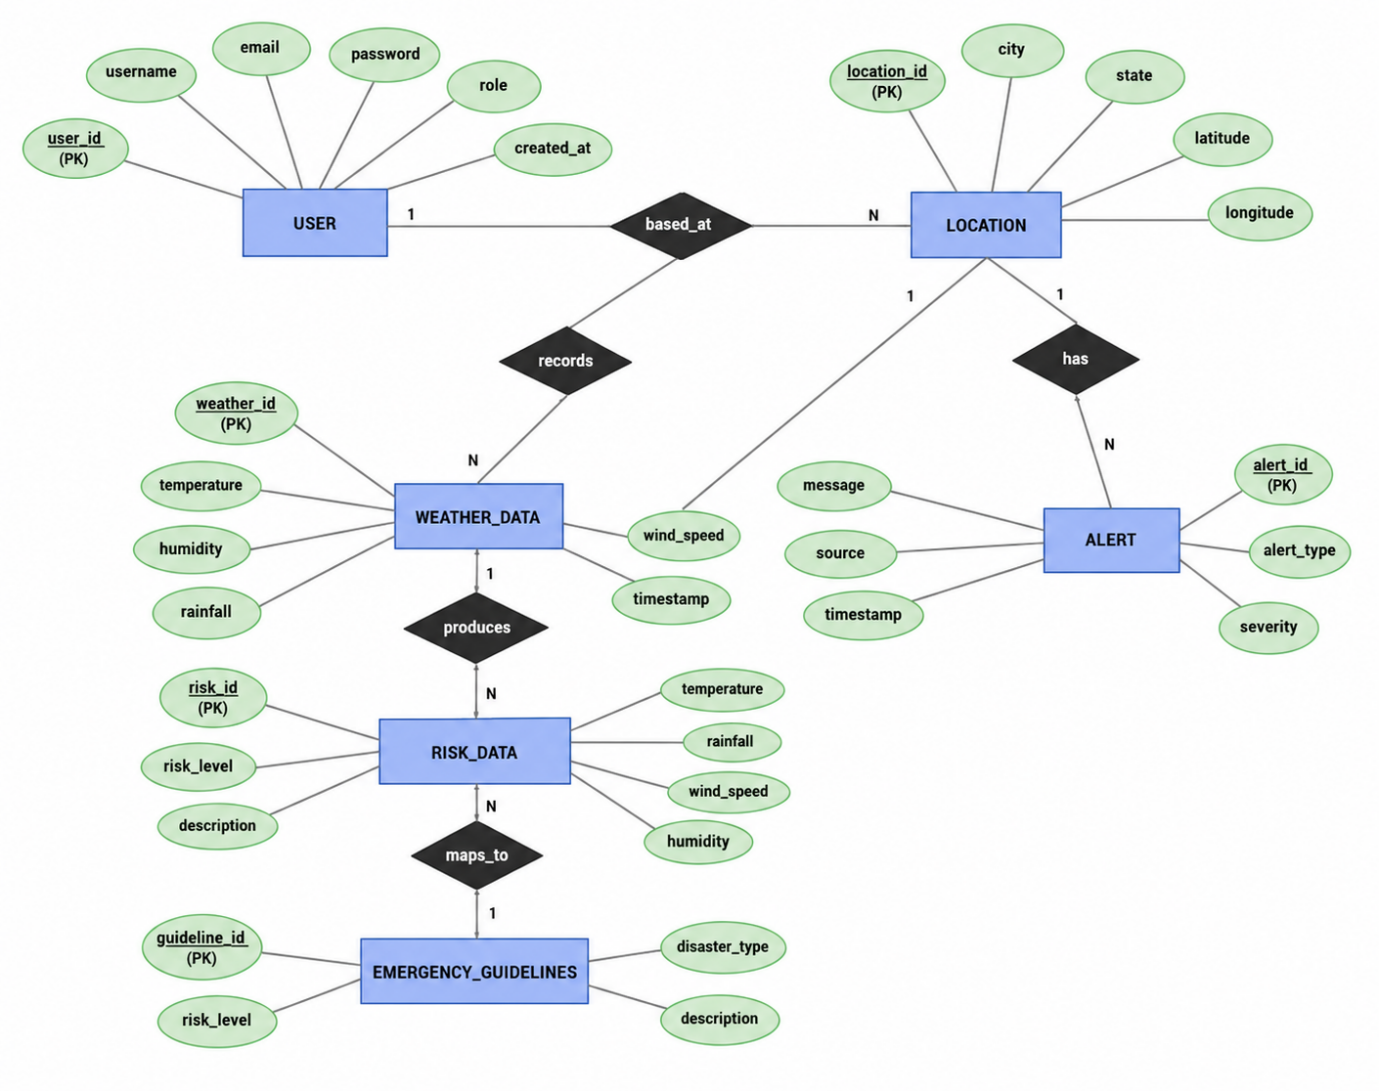 email
city
password
username
location_id
(PK)
state
role
user_id
(PK)
created_at
latitude
longitude
USER
1
based_at
N
LOCATION
1
1
records
has
weather_id
(PK)
N
N
alert_id
(PK)
temperature
message
WEATHER_DATA
wind_speed
ALERT
humidity
source
alert_type
1
timestamp
rainfall
timestamp
produces
severity
risk_id
(PK)
N
temperature
RISK_DATA
rainfall
risk_level
wind_speed
N
description
humidity
maps_to
1
guideline_id
(PK)
disaster_type
EMERGENCY_GUIDELINES
risk_level
description